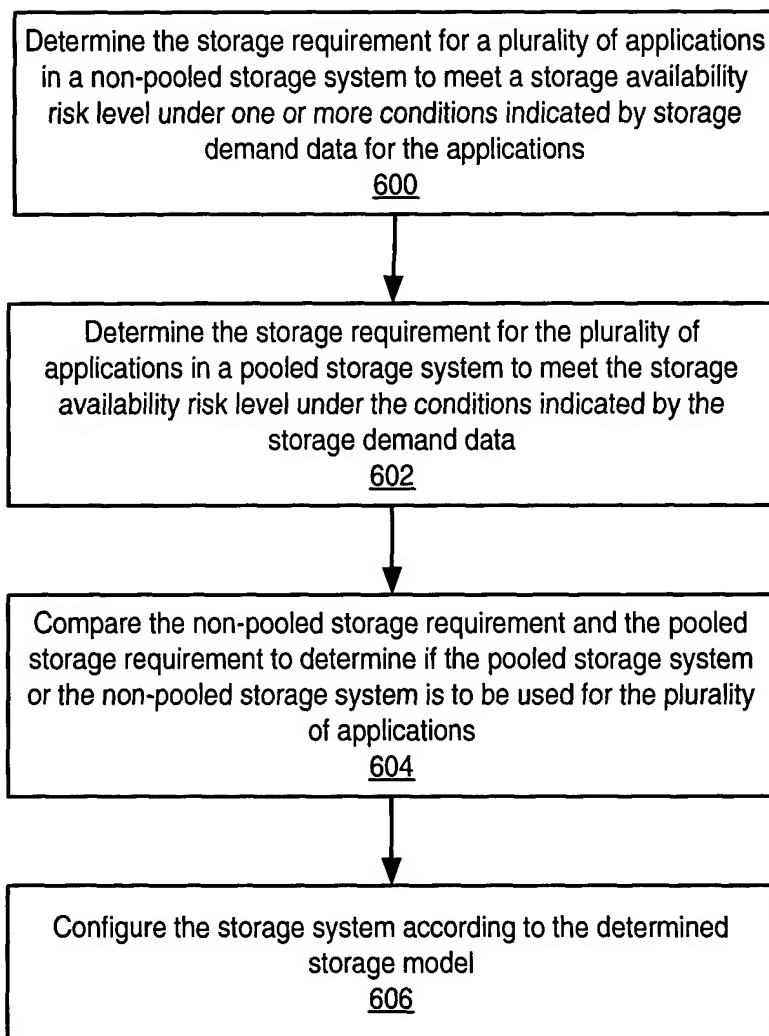 Determine the storage requirement for a plurality of applications
in a non-pooled storage system to meet a storage availability
risk level under one or more conditions indicated by storage
demand data for the applications
600
Determine the storage requirement for the plurality of
applications in a pooled storage system to meet the storage
availability risk level under the conditions indicated by the
storage demand data
602
Compare the non-pooled storage requirement and the pooled
storage requirement to determine if the pooled storage system
or the non-pooled storage system is to be used for the plurality
of applications
604
Configure the storage system according to the determined
storage model
606